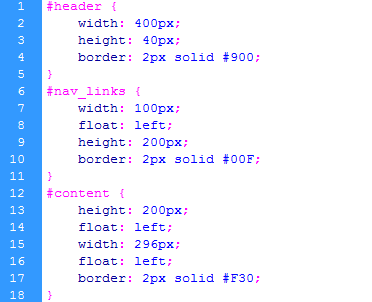 1 #header {
2     width: 400px;
3     height: 40px;
4     border: 2px solid #900;
5 }
6 #nav_links {
7     width: 100px;
8     float: left;
9     height: 200px;
10     border: 2px solid #00F;
11 }
12 #content {
13     height: 200px;
14     float: left;
15     width: 296px;
16     float: left;
17     border: 2px solid #F30;
18 }